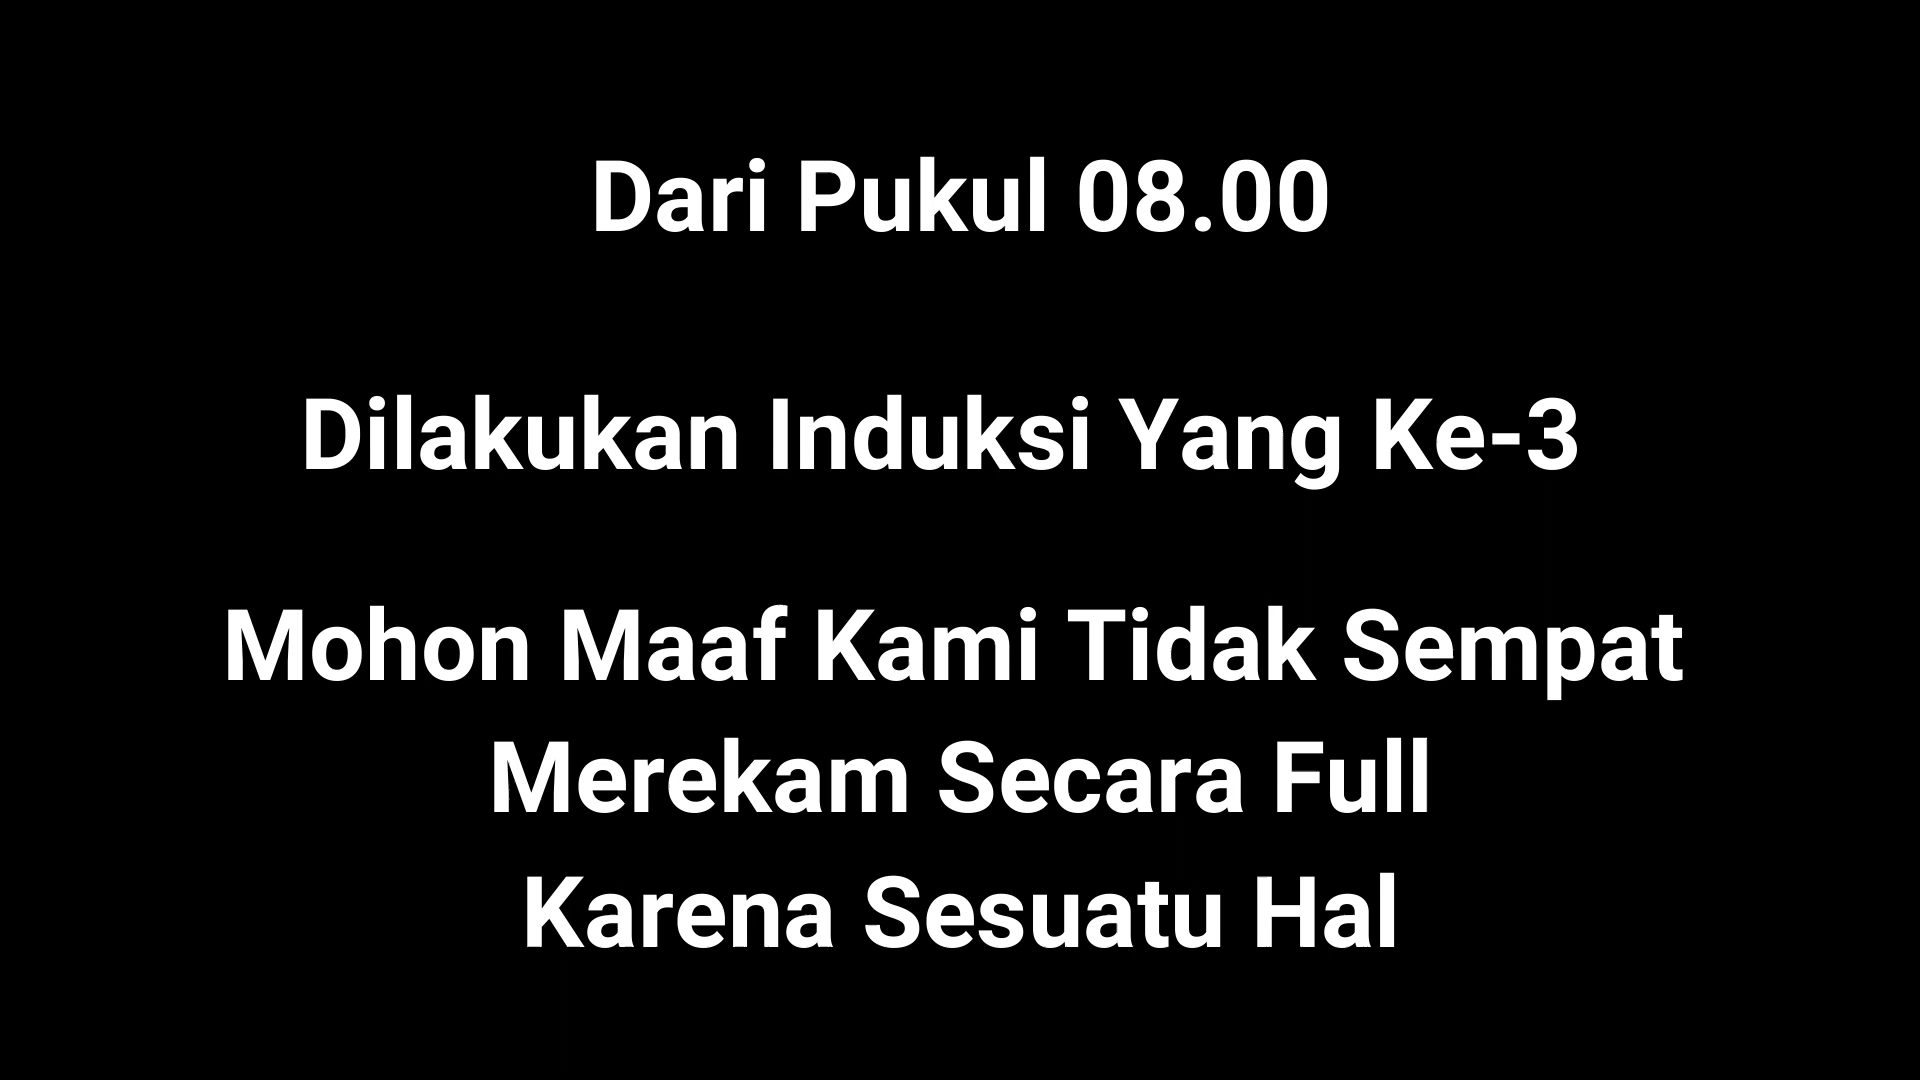 Dari Pukul 08.00
Dilakukan Induksi Yang Ke-3
Mohon Maaf Kami Tidak Sempat
Merekam Secara Full
Karena Sesuatu Hal